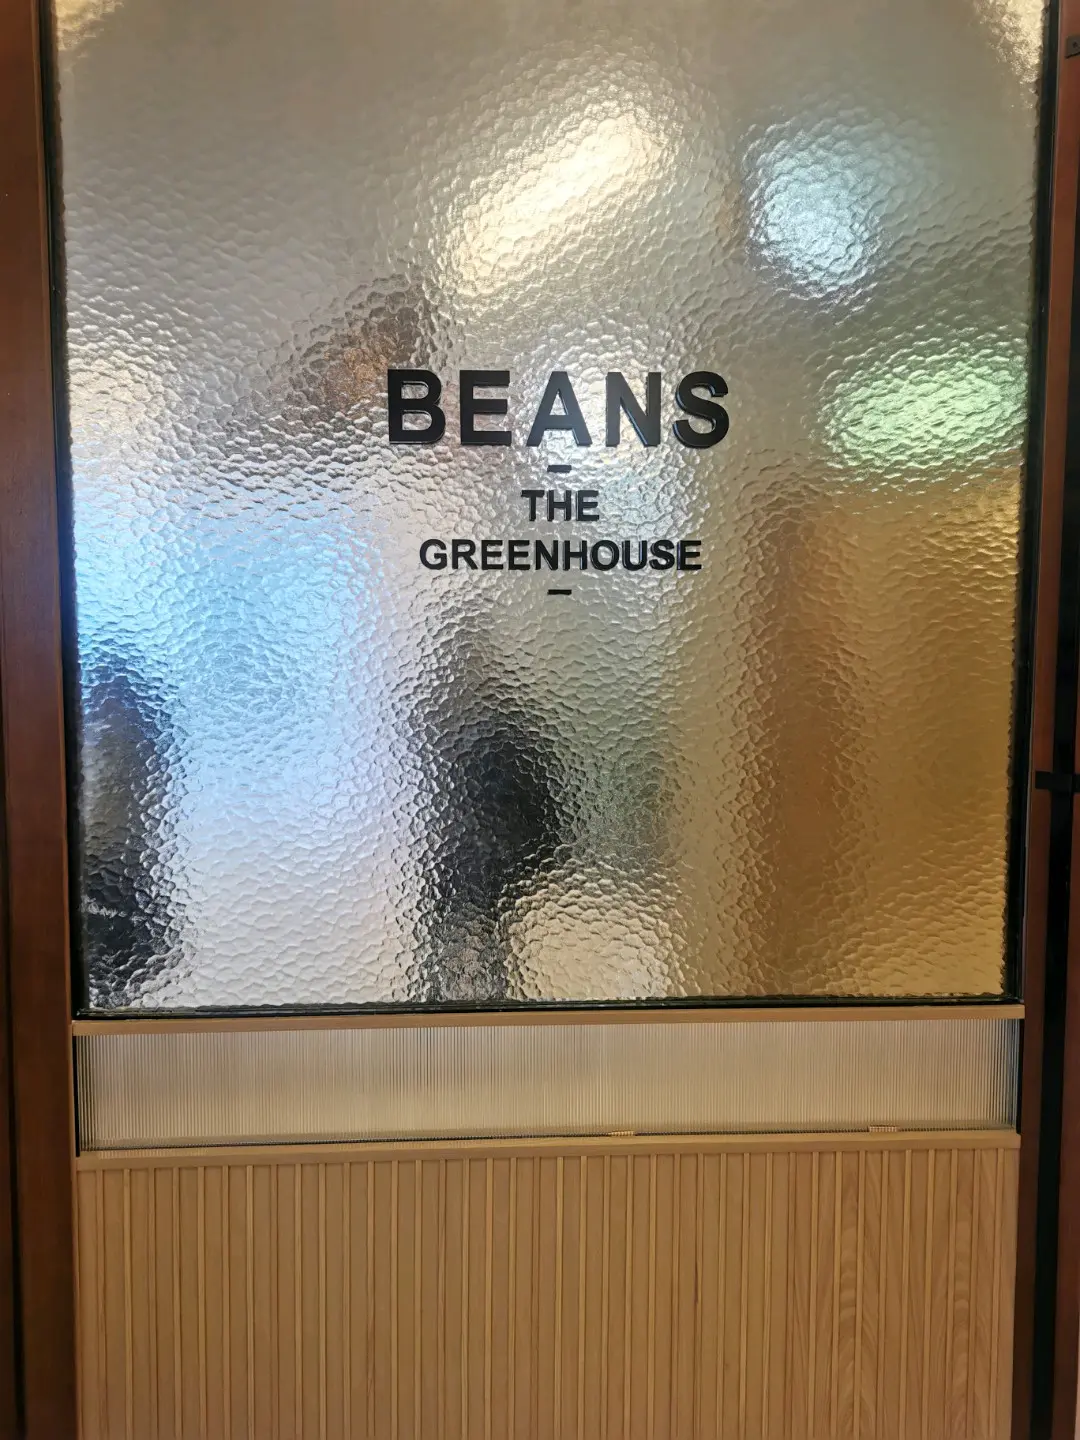 BEANS
-
THE
GREENHOUSE
-